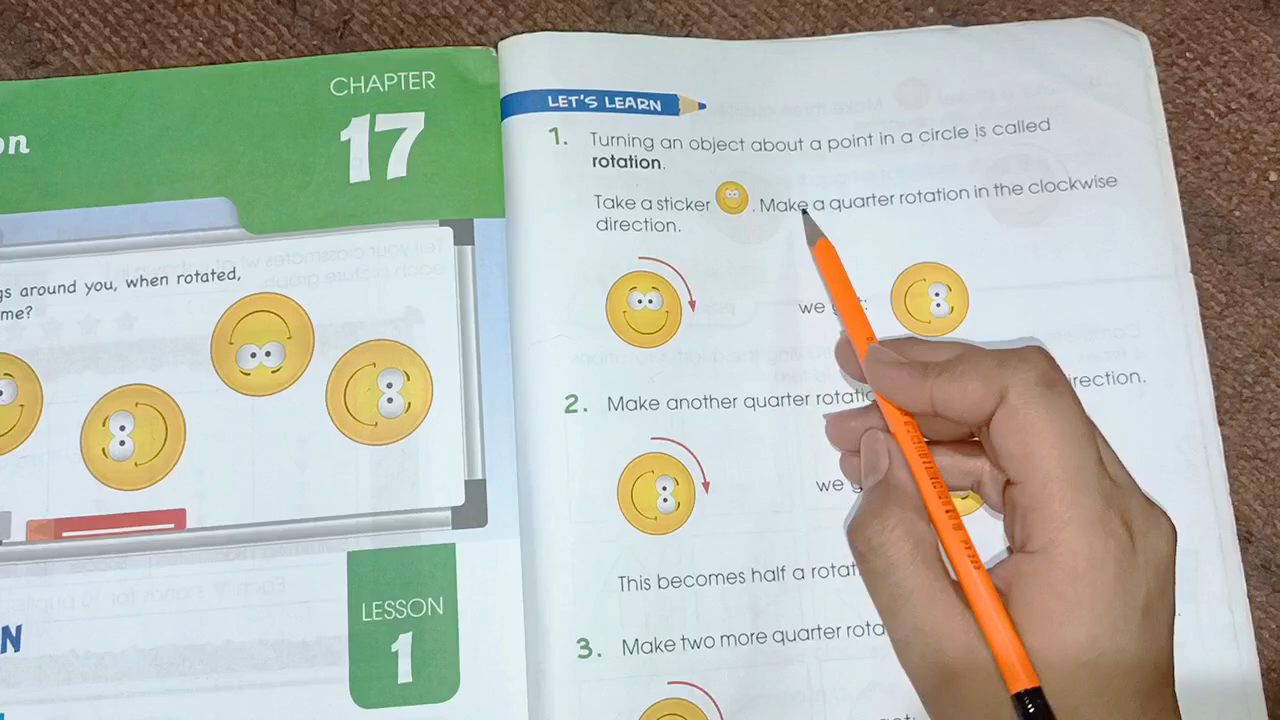 on
CHAPTER
17
gs around you, when rotated,
me?
N
LESSON
1
LET'S LEARN
1. Turning an object about a point in a circle is called
rotation.
Take a sticker . Make a quarter rotation in the clockwise
direction.
we
2. Make another quarter rotatio irection.
we g
This becomes half a rotat
3. Make two more quarter rota